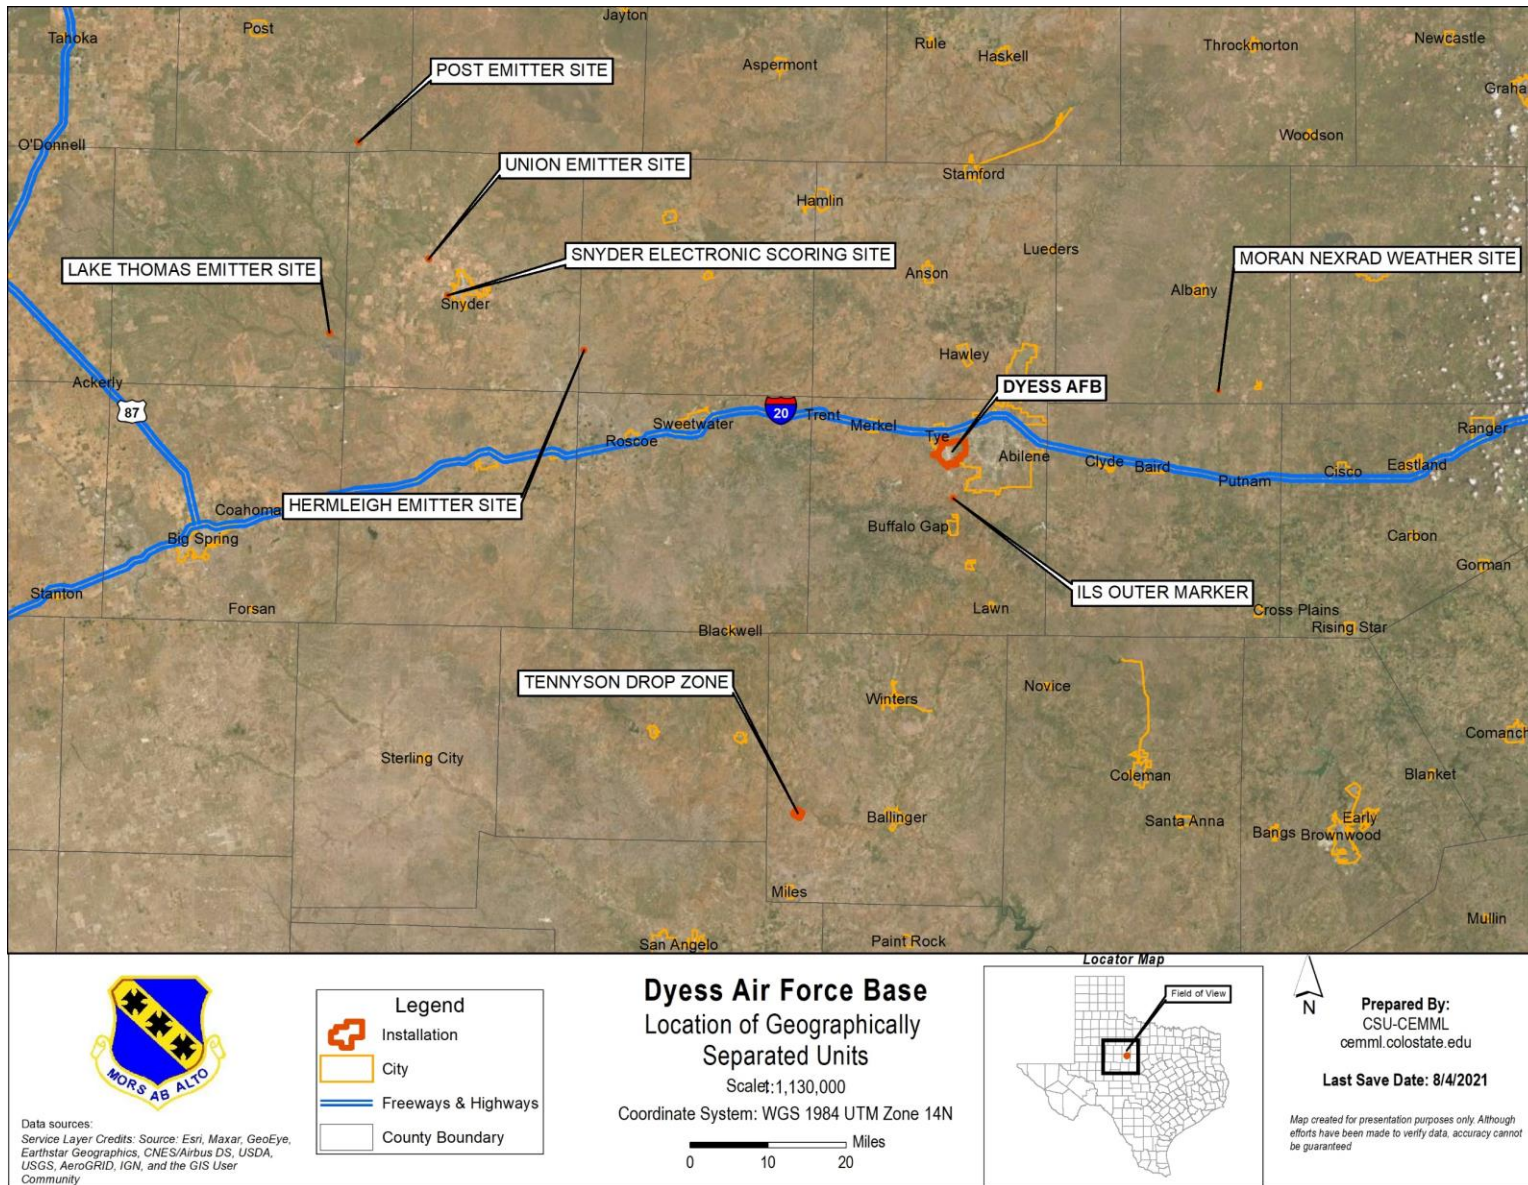 Jayton
Post
Tahoka
Rule
Haskell
Throckmorton
Newcastle
Aspermont
POST EMITTER SITE
Graha
O'Donnell
Woodson
UNION EMITTER SITE
Stamford
Hamlin
SNYDER ELECTRONIC SCORING SITE
Lueders
MORAN NEXRAD WEATHER SITE
LAKE THOMAS EMITTER SITE
Anson
Albany
Snyder
Hawley
Ackerly
DYESS AFB
87
20
Trent
Sweetwater
Merkel
Tye
Roscoe
Ranger
Abilene
Clyde
Baird
Putnam
Cisco
Eastland
Coahoma
HERMLEIGH EMITTER SITE
Big Spring
Buffalo Gap
Carbon
Gorman
Stanton
Forsan
ILS OUTER MARKER
Lawn
Cross Plains
Rising Star
Blackwell
TENNYSON DROP ZONE
Winters
Novice
Sterling City
Comanch
Coleman
Blanket
Ballinger
Santa Anna
Early
Bangs
Brownwood
Miles
Mullin
San Angelo
Paint Rock
MORS AB ALTO
Data sources:
Service Layer Credits: Source: Esri, Maxar, GeoEye,
Earthstar Geographics, CNES/Airbus DS, USDA,
USGS, AeroGRID, IGN, and the GIS User
Community
Legend
Installation
City
Freeways & Highways
County Boundary
Dyess Air Force Base
Location of Geographically
Separated Units
Scale: 1:1,130,000
Coordinate System: WGS 1984 UTM Zone 14N
Miles
0 10 20
Locator Map
Field of View
N
Prepared By:
CSU-CEMML
cemml.colostate.edu
Last Save Date: 8/4/2021
Map created for presentation purposes only. Although
efforts have been made to verify data, accuracy cannot
be guaranteed